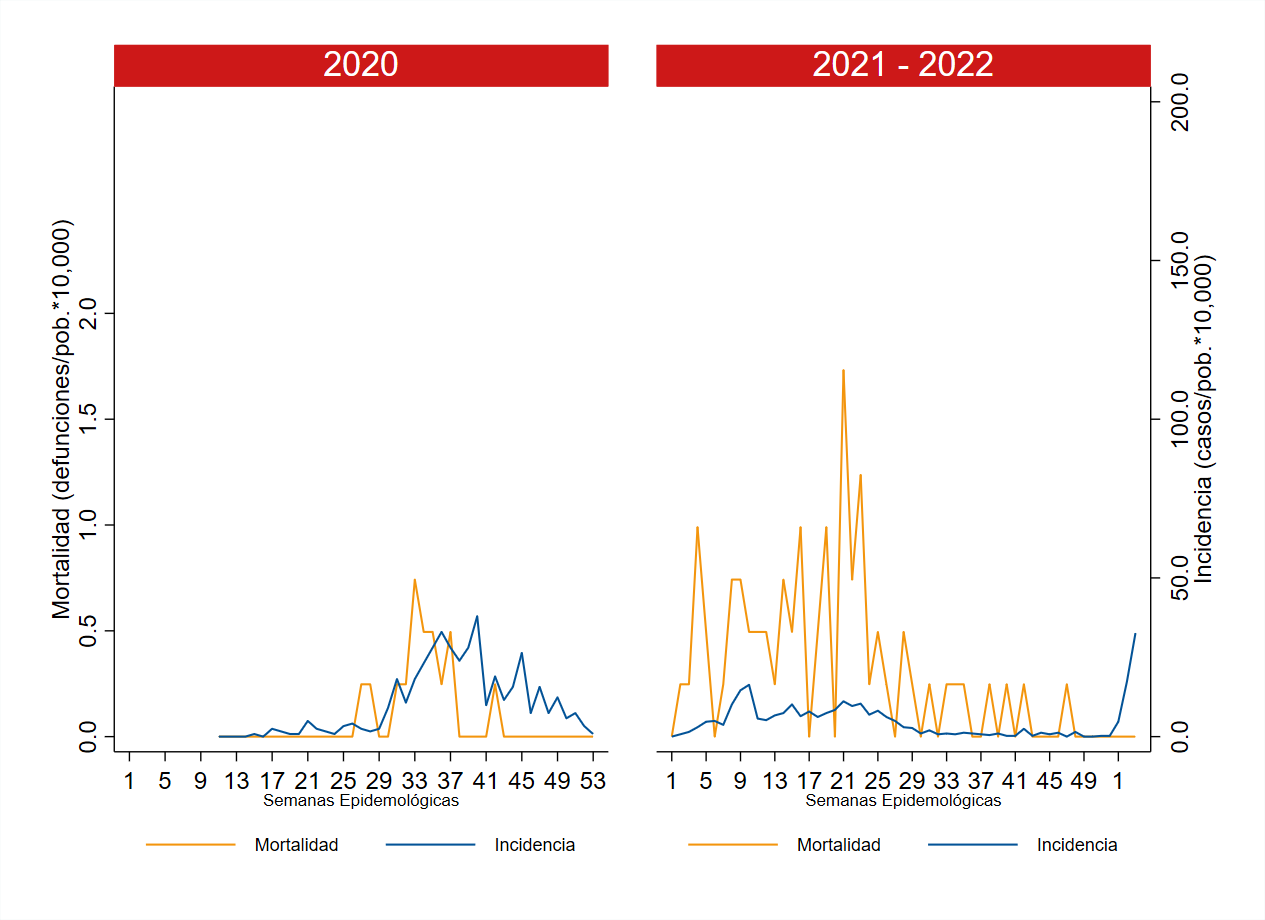 2020
2021 - 2022
Mortalidad (defunciones/pob.*10,000)
0.0 0.5 1.0 1.5 2.0
1 5 9 13 17 21 25 29 33 37 41 45 49 53
Semanas Epidemológicas
Mortalidad Incidencia
1 5 9 13 17 21 25 29 33 37 41 45 49 1
Semanas Epidemológicas
Mortalidad Incidencia
0.0 50.0 100.0 150.0 200.0
Incidencia (casos/pob.*10,000)